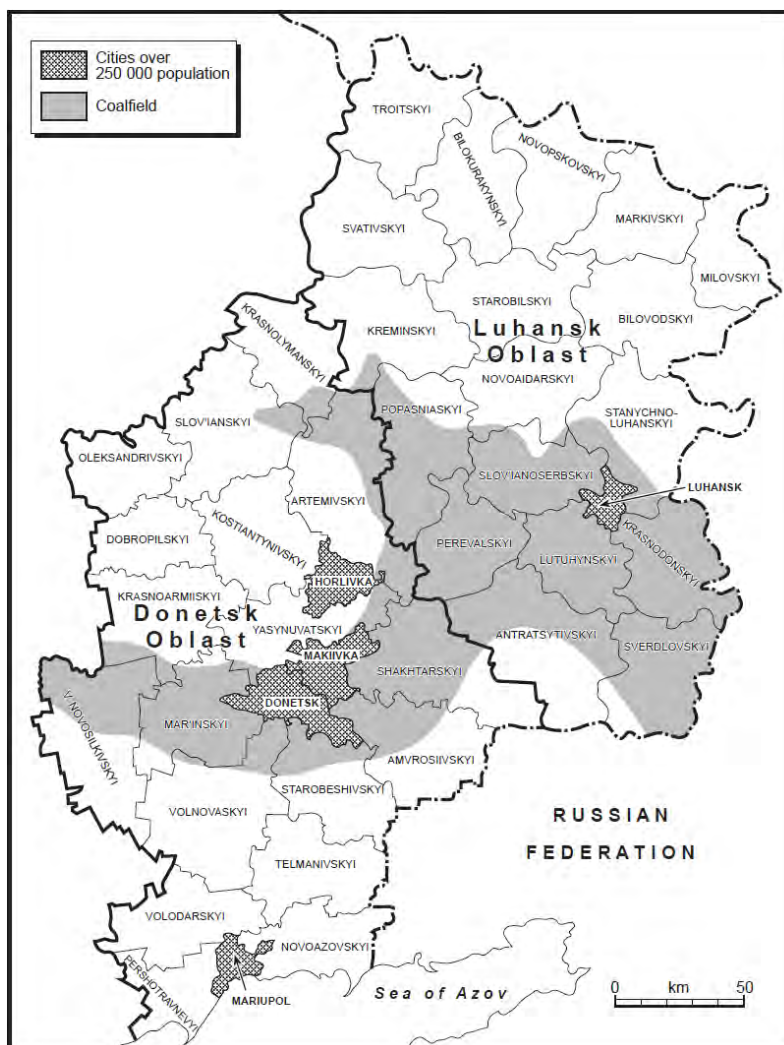 Cities over
250 000 population
Coalfield
TROITSKYI
BILOKURAKYNSKYI
NOVOPSKOVSKYI
MARKIVSKYI
SVATIVSKYI
MILOVSKYI
STAROBILSKYI
KRASNOLYMANSKYI
KREMINSKYI
Luhansk
Oblast
BILOVODSKYI
NOVOAIDARSKYI
POPASNIASKYI
STANYCHNO-
LUHANSKYI
SLOV'IANSKYI
OLEKSANDRIVSKYI
SLOV'IANOSERBSKYI
LUHANSK
ARTEMIVSKYI
KOSTIANTYNIVSKYI
DOBROPILSKYI
PEREVALSKYI
LUTUHYNSKYI
KRASNODONSKYI
HORLIVKA
KRASNOARMIISKYI
Donetsk
Oblast
YASYNUVATSKYI
ANTRATSYTIVSKYI
SVERDLOVSKYI
MAKIIVKA
SHAKHTARSKYI
DONETSK
MAR'INSKYI
V. NOVOSILKIVSKYI
AMVROSIIVSKYI
STAROBESHIVSKYI
VOLNOVASKYI
RUSSIAN
FEDERATION
TELMANIVSKYI
VOLODARSKYI
NOVOAZOVSKYI
PERSHOTRAVNEVYI
MARIUPOL
Sea of Azov
0 km 50